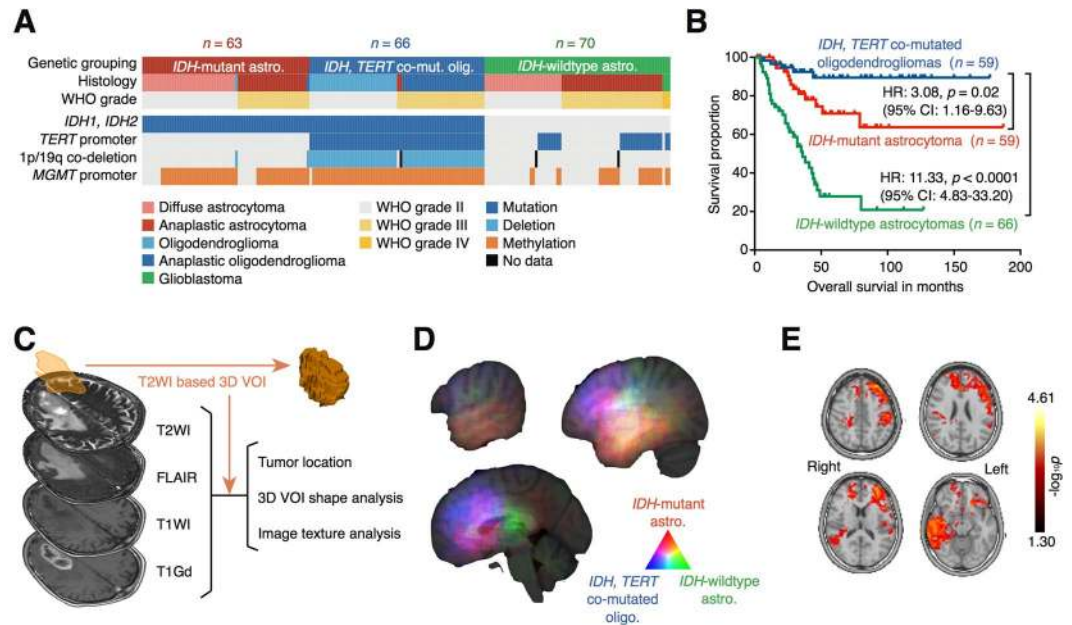 A
n = 63
n = 66
n = 70
Genetic grouping
IDH-mutant astro.
IDH, TERT co-mut. olig.
IDH-wildtype astro.
Histology
WHO grade
IDH1, IDH2
TERT promoter
1p/19q co-deletion
MGMT promoter
Diffuse astrocytoma
Anaplastic astrocytoma
Oligodendroglioma
Anaplastic oligodendroglioma
Glioblastoma
WHO grade II
WHO grade III
WHO grade IV
Mutation
Deletion
Methylation
No data
B
Survival proportion
100
80
60
40
20
0
0
50
100
150
200
Overall survial in months
IDH, TERT co-mutated
oligodendrogliomas (n = 59)
HR: 3.08, p = 0.02
(95% CI: 1.16-9.63)
IDH-mutant astrocytoma (n = 59)
HR: 11.33, p < 0.0001
(95% CI: 4.83-33.20)
IDH-wildtype astrocytomas (n = 66)
C
T2WI based 3D VOI
T2WI
FLAIR
T1WI
T1Gd
Tumor location
3D VOI shape analysis
Image texture analysis
D
IDH-mutant
astro.
IDH, TERT
co-mutated
oligo.
IDH-wildtype
astro.
E
Right
Left
4.61
-log10p
1.30